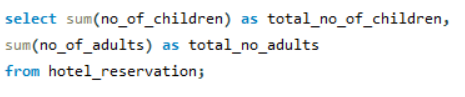 select sum(no_of_children) as total_no_of_children,
sum(no_of_adults) as total_no_adults
from hotel_reservation;